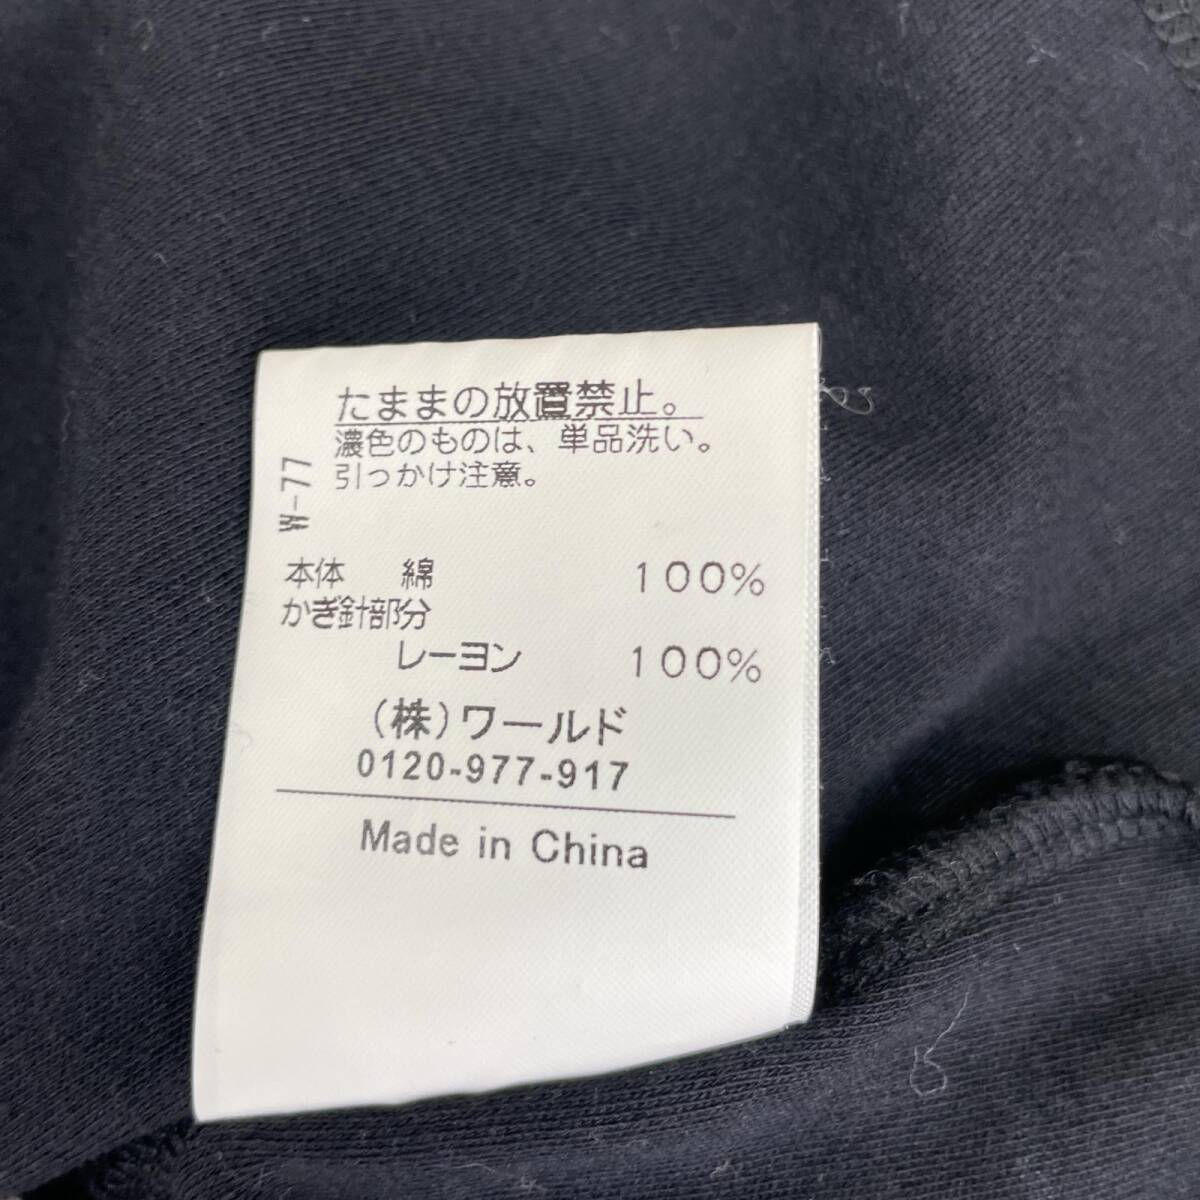 たままの放置禁止。
濃色のものは、単品洗い。
引っかけ注意。
W-77
本体 綿 100%
かぎ針部分
レーヨン 100%
(株)ワールド
0120-977-917
Made in China